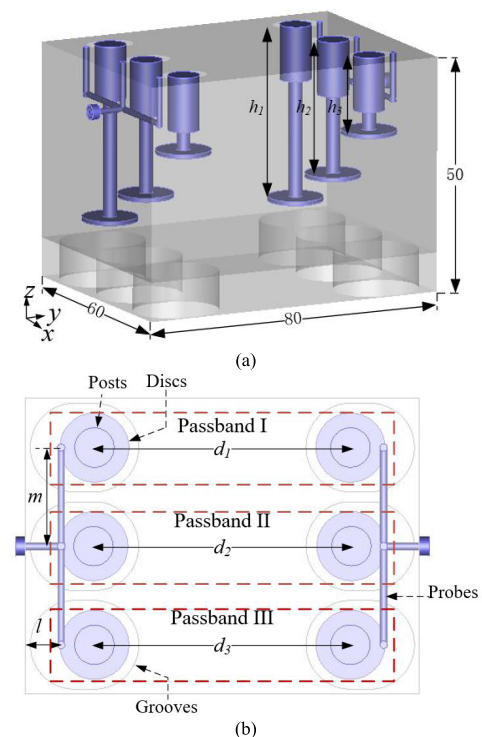 h1
h2
h3
50
z
y
x
60
80
(a)
Posts
Discs
Passband I
d1
m
Passband II
d2
Probes
Passband III
l
d3
Grooves
(b)